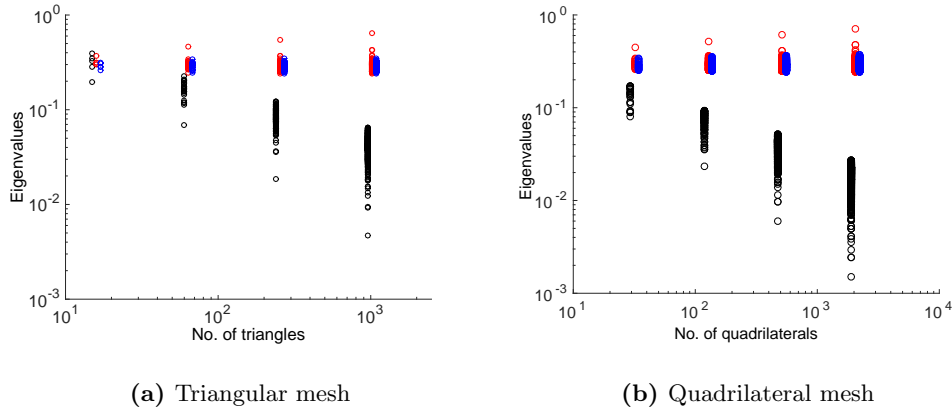 10^0
10^-1
10^-2
10^-3
Eigenvalues
10^1
10^2
10^3
No. of triangles
(a) Triangular mesh
10^0
10^-1
10^-2
10^-3
Eigenvalues
10^1
10^2
10^3
10^4
No. of quadrilaterals
(b) Quadrilateral mesh